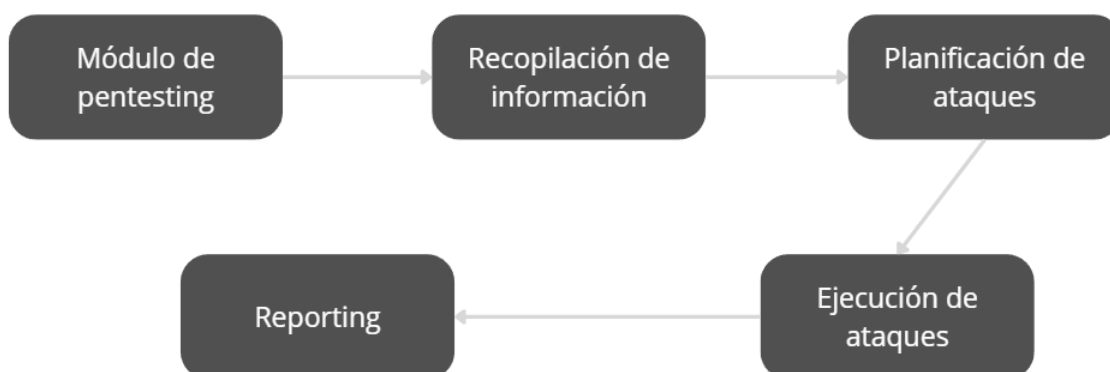 Módulo de
pentesting
Recopilación de
información
Planificación de
ataques
Ejecución de
ataques
Reporting